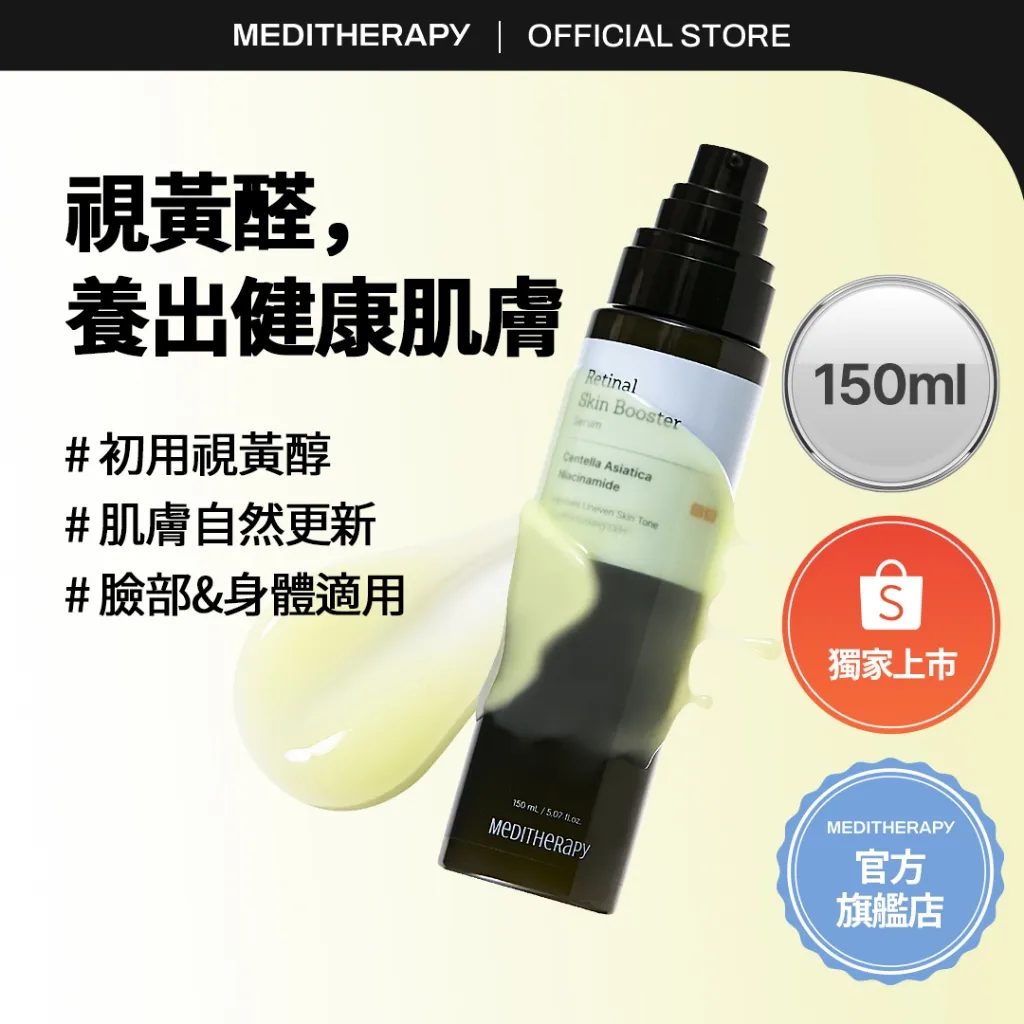 MEDITHERAPY | OFFICIAL STORE
視黃醛,
養出健康肌膚
# 初用視黃醇
# 肌膚自然更新
# 臉部&身體適用
Retinal
Skin Booster
Serum
Centella Asiatica
Niacinamide
Uneven Skin Tone
150 mL / 5.07 fl.oz.
MEDITHERAPY
150ml
S
獨家上市
MEDITHERAPY
官方
旗艦店